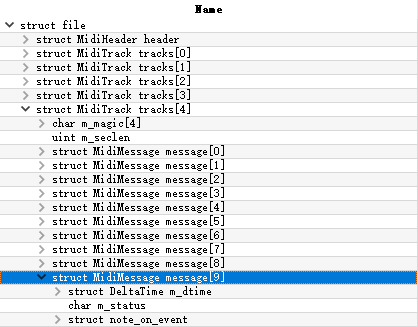 Name
struct file
struct MidiHeader header
struct MidiTrack tracks[0]
struct MidiTrack tracks[1]
struct MidiTrack tracks[2]
struct MidiTrack tracks[3]
struct MidiTrack tracks[4]
char m_magic[4]
uint m_seclen
struct MidiMessage message[0]
struct MidiMessage message[1]
struct MidiMessage message[2]
struct MidiMessage message[3]
struct MidiMessage message[4]
struct MidiMessage message[5]
struct MidiMessage message[6]
struct MidiMessage message[7]
struct MidiMessage message[8]
struct MidiMessage message[9]
struct DeltaTime m_dtime
char m_status
struct note_on_event